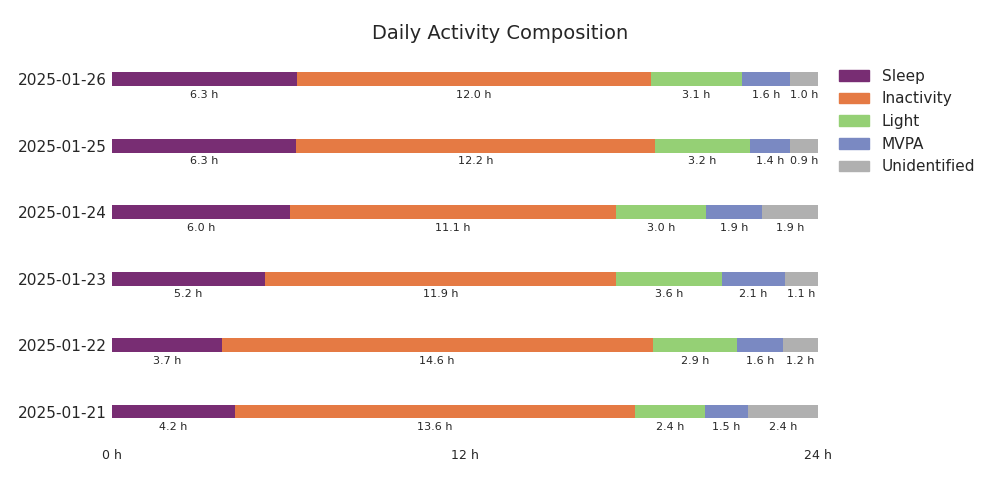 Daily Activity Composition
2025-01-26
6.3 h 12.0 h 3.1 h 1.6 h 1.0 h
2025-01-25
6.3 h 12.2 h 3.2 h 1.4 h 0.9 h
2025-01-24
6.0 h 11.1 h 3.0 h 1.9 h 1.9 h
2025-01-23
5.2 h 11.9 h 3.6 h 2.1 h 1.1 h
2025-01-22
3.7 h 14.6 h 2.9 h 1.6 h 1.2 h
2025-01-21
4.2 h 13.6 h 2.4 h 1.5 h 2.4 h
0 h 12 h 24 h
Sleep
Inactivity
Light
MVPA
Unidentified